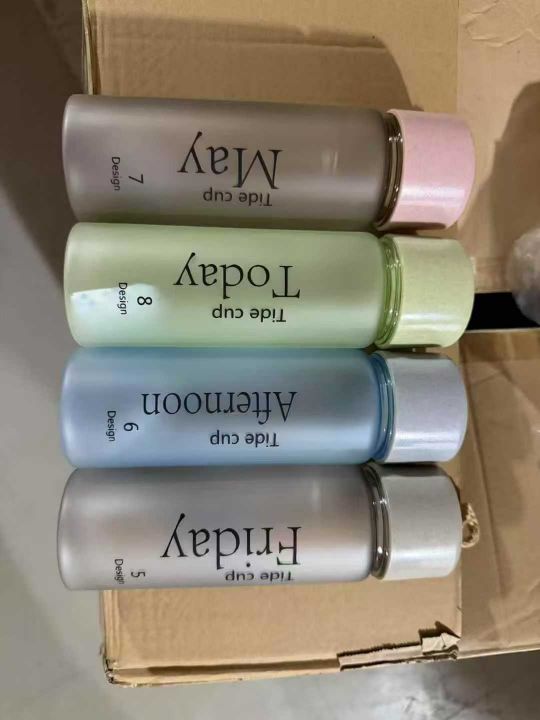 Tide cup
May
7
Design
Tide cup
Today
8
Design
Tide cup
Afternoon
6
Design
Tide cup
Friday
5
Design